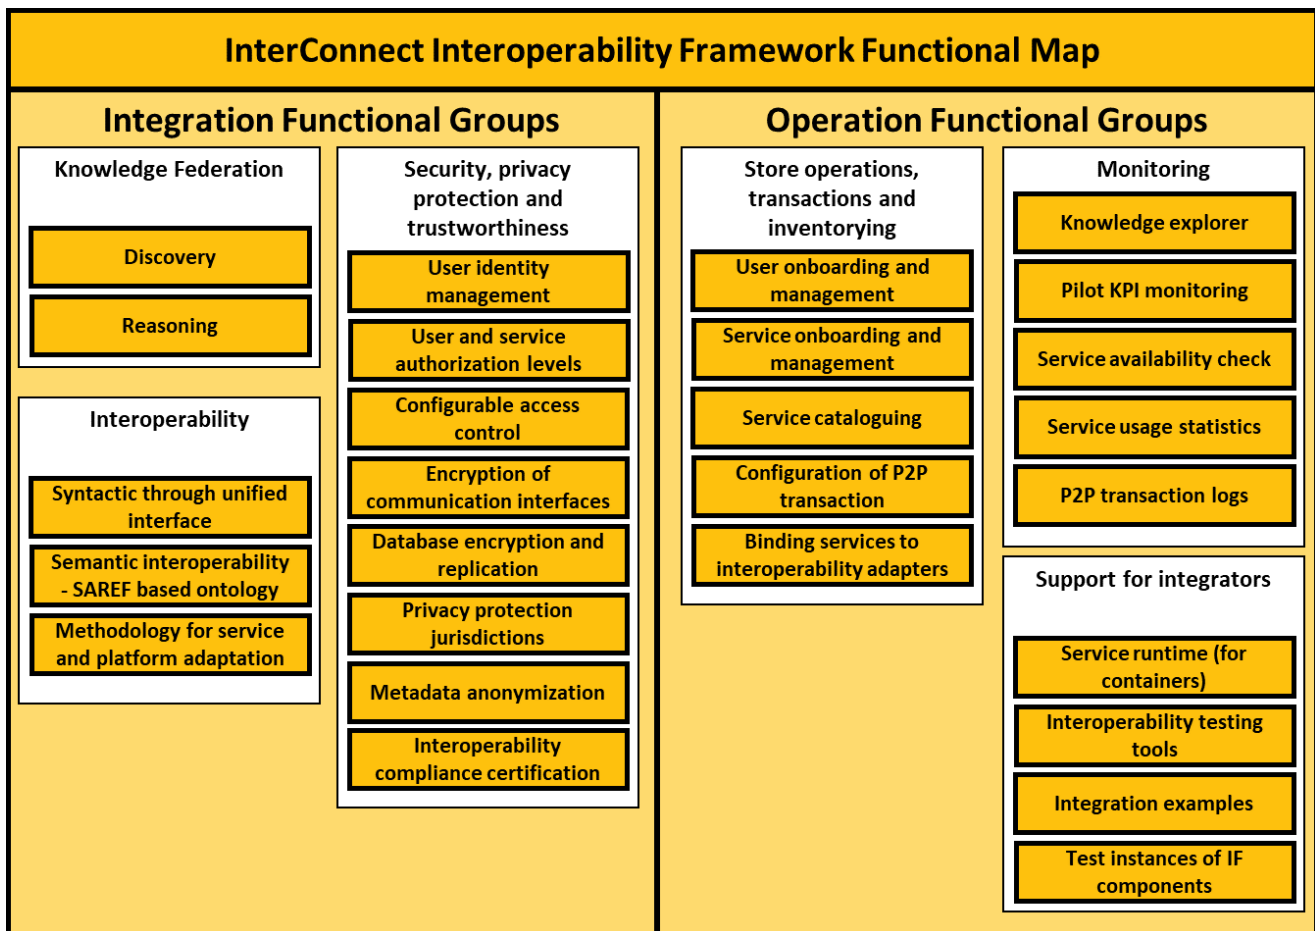 InterConnect Interoperability Framework Functional Map
Integration Functional Groups
Knowledge Federation
Discovery
Reasoning
Interoperability
Syntactic through unified
interface
Semantic interoperability
- SAREF based ontology
Methodology for service
and platform adaptation
Security, privacy
protection and
trustworthiness
User identity
management
User and service
authorization levels
Configurable access
control
Encryption of
communication interfaces
Database encryption and
replication
Privacy protection
jurisdictions
Metadata anonymization
Interoperability
compliance certification
Operation Functional Groups
Store operations,
transactions and
inventorying
User onboarding and
management
Service onboarding and
management
Service cataloguing
Configuration of P2P
transaction
Binding services to
interoperability adapters
Monitoring
Knowledge explorer
Pilot KPI monitoring
Service availability check
Service usage statistics
P2P transaction logs
Support for integrators
Service runtime (for
containers)
Interoperability testing
tools
Integration examples
Test instances of IF
components